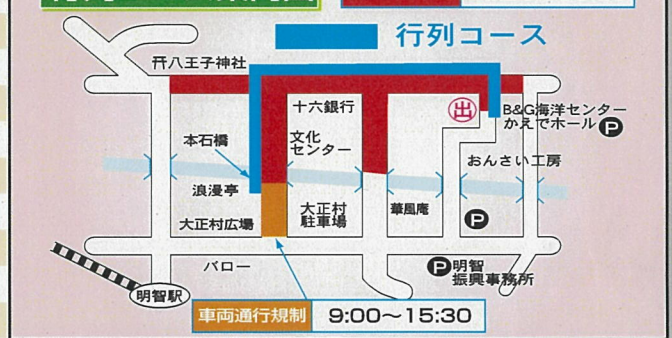 行列コース
八王子神社
十六銀行
出
B&G海洋センター
かえでホール P
本石橋
文化
センター
おんさい工房
浪漫亭
大正村広場
大正村
駐車場
華風庵
P
バロー
P 明智
振興事務所
明智駅
車両通行規制 9:00〜15:30